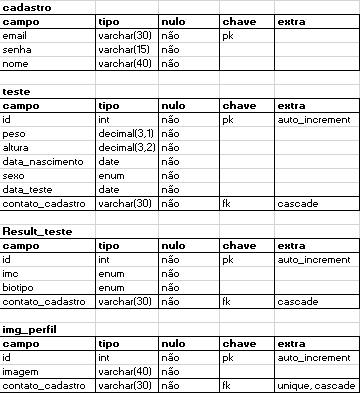 cadastro
campo tipo nulo chave extra
email varchar(30) não pk
senha varchar(15) não
nome varchar(40) não
teste
campo tipo nulo chave extra
id int não pk auto_increment
peso decimal(3,1) não
altura decimal(3,2) não
data_nascimento date não
sexo enum não
data_teste date não
contato_cadastro varchar(30) não fk cascade
Result_teste
campo tipo nulo chave extra
id int não pk auto_increment
imc enum não
biotipo enum não
contato_cadastro varchar(30) não fk cascade
img_perfil
campo tipo nulo chave extra
id int não pk auto_increment
imagem varchar(40) não
contato_cadastro varchar(30) não fk unique, cascade